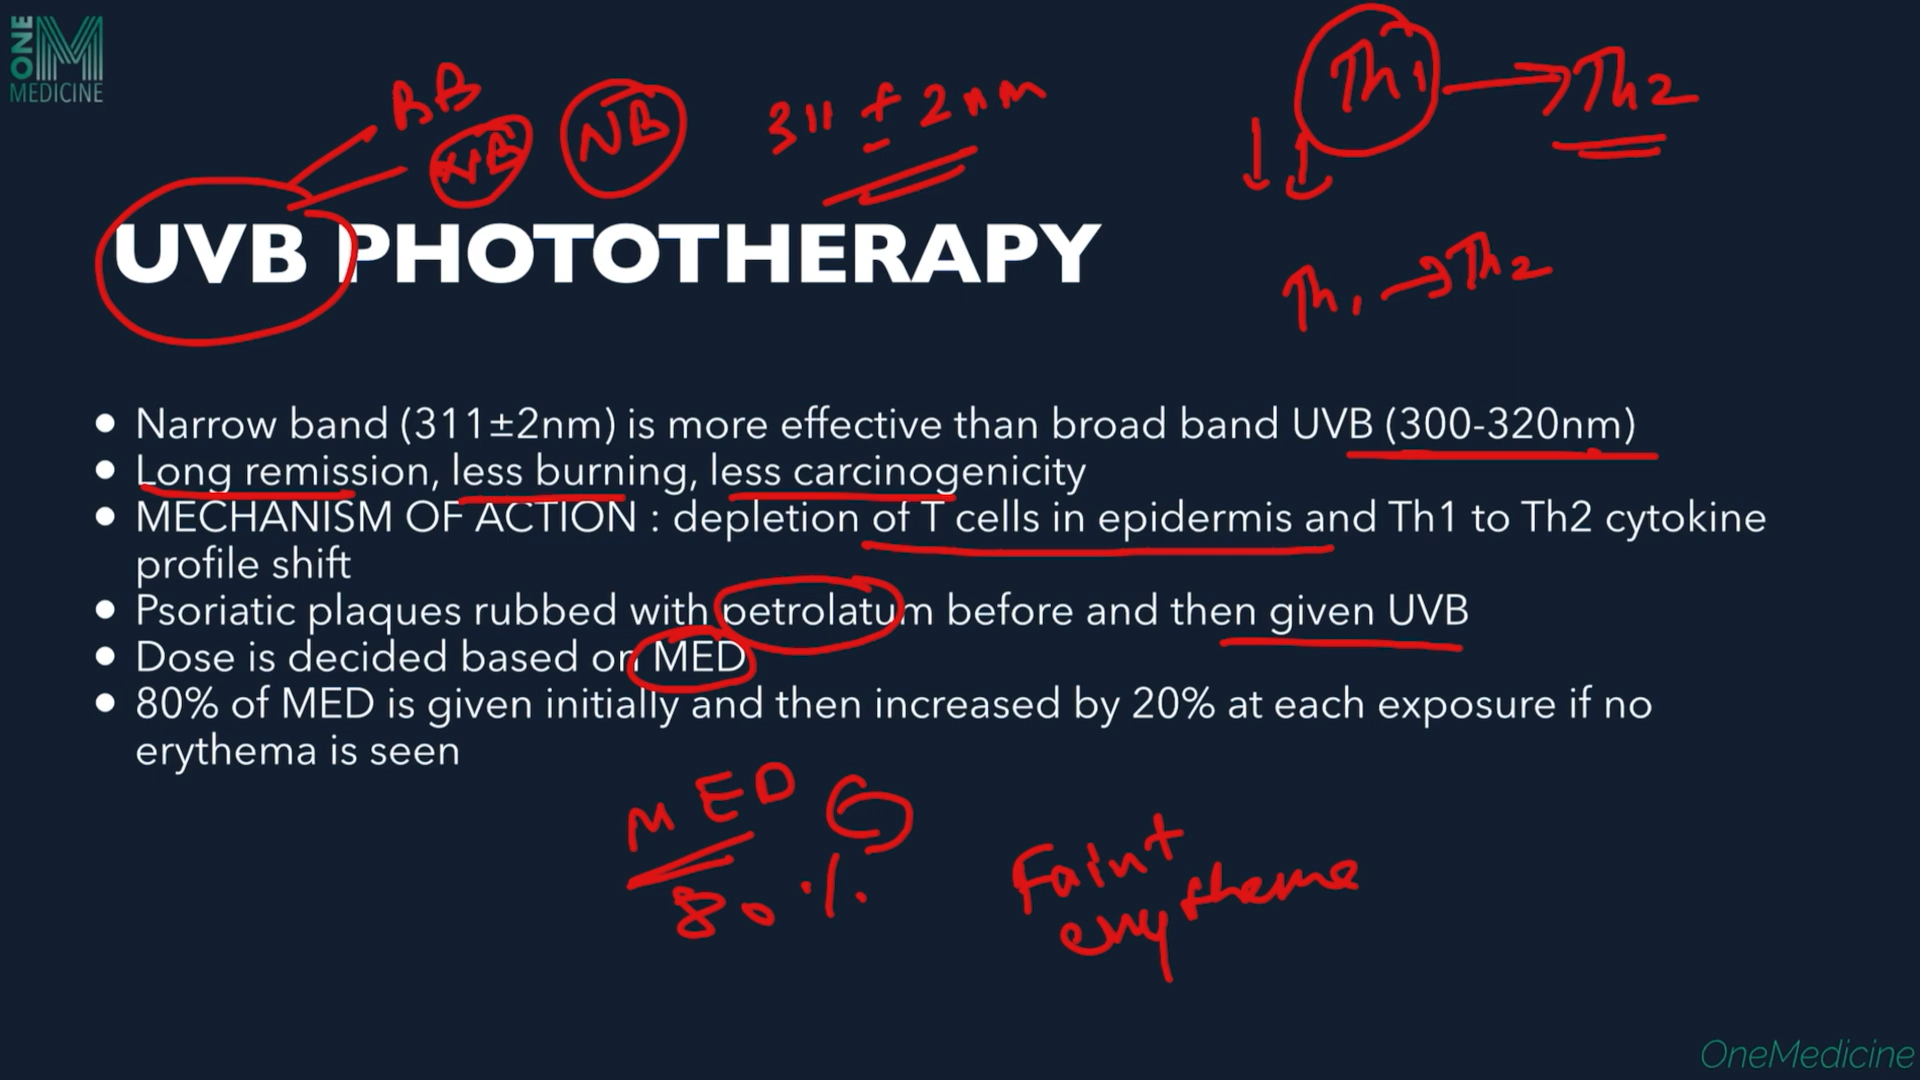 ONE
MEDICINE
BB
NB
NB
311 ± 2nm
Th1 → Th2
Th1 → Th2
UVB PHOTOTHERAPY
• Narrow band (311±2nm) is more effective than broad band UVB (300-320nm)
• Long remission, less burning, less carcinogenicity
• MECHANISM OF ACTION : depletion of T cells in epidermis and Th1 to Th2 cytokine
profile shift
• Psoriatic plaques rubbed with petrolatum before and then given UVB
• Dose is decided based on MED
• 80% of MED is given initially and then increased by 20% at each exposure if no
erythema is seen
MED
80%
Faint
erytheme
OneMedicine